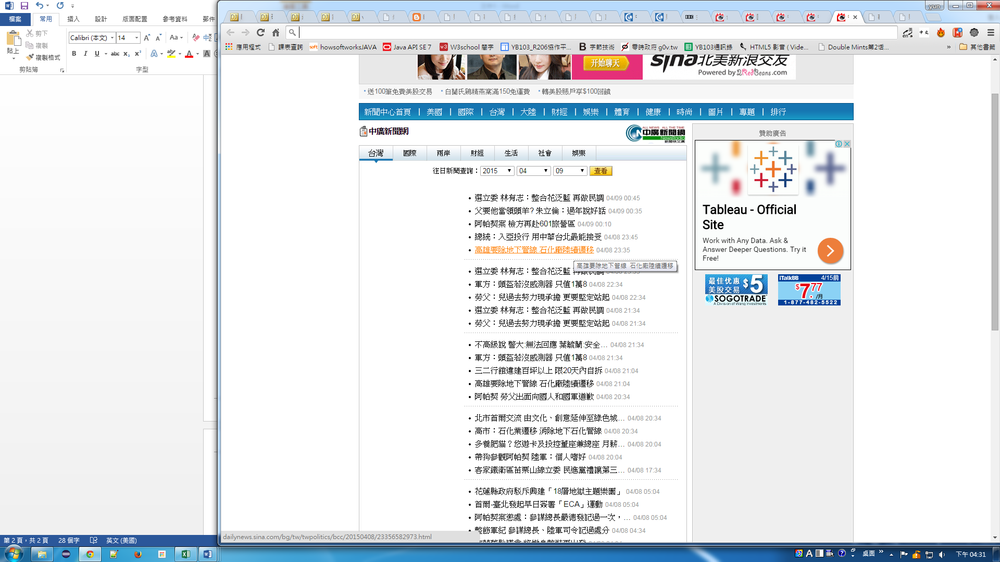 檔案 常用 插入 設計 版面配置 參考資料 郵件
貼上 剪下 複製 複製格式
Calibri (本文) 14
剪貼簿 字型
第 2 頁，共 2 頁 28 個字 英文 (美國)
yun
應用程式 課表查詢 howsoftworksJAVA Java API SE 7 W3school 簡字 YB103_R206協作平... 字節技術 零時政府 g0v.tw YB103通訊錄 HTML5 影音 ( Vide... Double Mints第2话... » 其他書籤
开始聊天
sina北美新浪交友
Powered by 2RedBeans.com
送100筆免費美股交易 白蘭氏鷄精燕窩滿150免運費 轉美股賬戶享$100回饋
新聞中心首頁 | 美國 | 國際 | 台灣 | 大陸 | 財經 | 娛樂 | 體育 | 健康 | 時尚 | 圖片 | 專題 | 排行
中廣新聞網
ALL NEWS ALL THE TIME
中廣新聞網
NewsRadio
新聞快又廣
台灣 國際 兩岸 財經 生活 社會 娛樂
往日新聞查詢： 2015 04 09 查看
選立委 林有志：整合花泛藍 再做民調 04/09 00:45
父要他當領頭羊? 朱立倫：過年說好話 04/09 00:35
阿帕契案 檢方再赴601旅營區 04/09 00:10
總統：入亞投行 用中華台北最能接受 04/08 23:45
高雄要除地下管線 石化廠陸續遷移 04/08 23:35
高雄要除地下管線 石化廠陸續遷移
選立委 林有志：整合花泛藍 再做民調
軍方：頭盔若沒感測器 只值1萬8 04/08 22:34
勞父：兒過去努力現承擔 更要堅定站起 04/08 22:34
選立委 林有志：整合花泛藍 再做民調 04/08 21:34
勞父：兒過去努力現承擔 更要堅定站起 04/08 21:34
不高級說 警大:無法回應 葉毓蘭:安全… 04/08 21:34
軍方：頭盔若沒感測器 只值1萬8 04/08 21:34
三二行館違建百坪以上 限20天內自拆 04/08 21:04
高雄要除地下管線 石化廠陸續遷移 04/08 21:04
阿帕契 勞父出面向國人和國軍道歉 04/08 20:34
北市首爾交流 由文化、創意延伸至綠色城… 04/08 20:34
高市：石化業遷移 消除地下石化管線 04/08 20:34
多養肥貓？悠遊卡及投控董座兼總座 月薪… 04/08 20:04
帶狗參觀阿帕契 陸軍：個人嗜好 04/08 20:04
客家鐵衛區苗栗山線立委 民進黨禮讓第三… 04/08 17:34
花蓮縣政府駁斥興建「18層地獄主題樂園」 04/08 05:04
首爾-臺北發起早日簽署「ECA」運動 04/08 05:04
阿帕契案懲處：參謀總長嚴德發記過一次，… 04/08 05:04
整飭軍紀 參謀總長、陸軍司令記過處分 04/08 04:34
贊助廣告
Tableau - Official Site
Work with Any Data. Ask & Answer Deeper Questions. Try it Free!
最佳优惠 美股交易 $5
SOGOTRADE
A Division of Wang Investments
iTalkBB 4/15前
$7.77 /月
1-877-482-5522
dailynews.sina.com/bg/tw/twpolitics/bcc/20150408/23356582973.html
桌面 » 下午 04:31